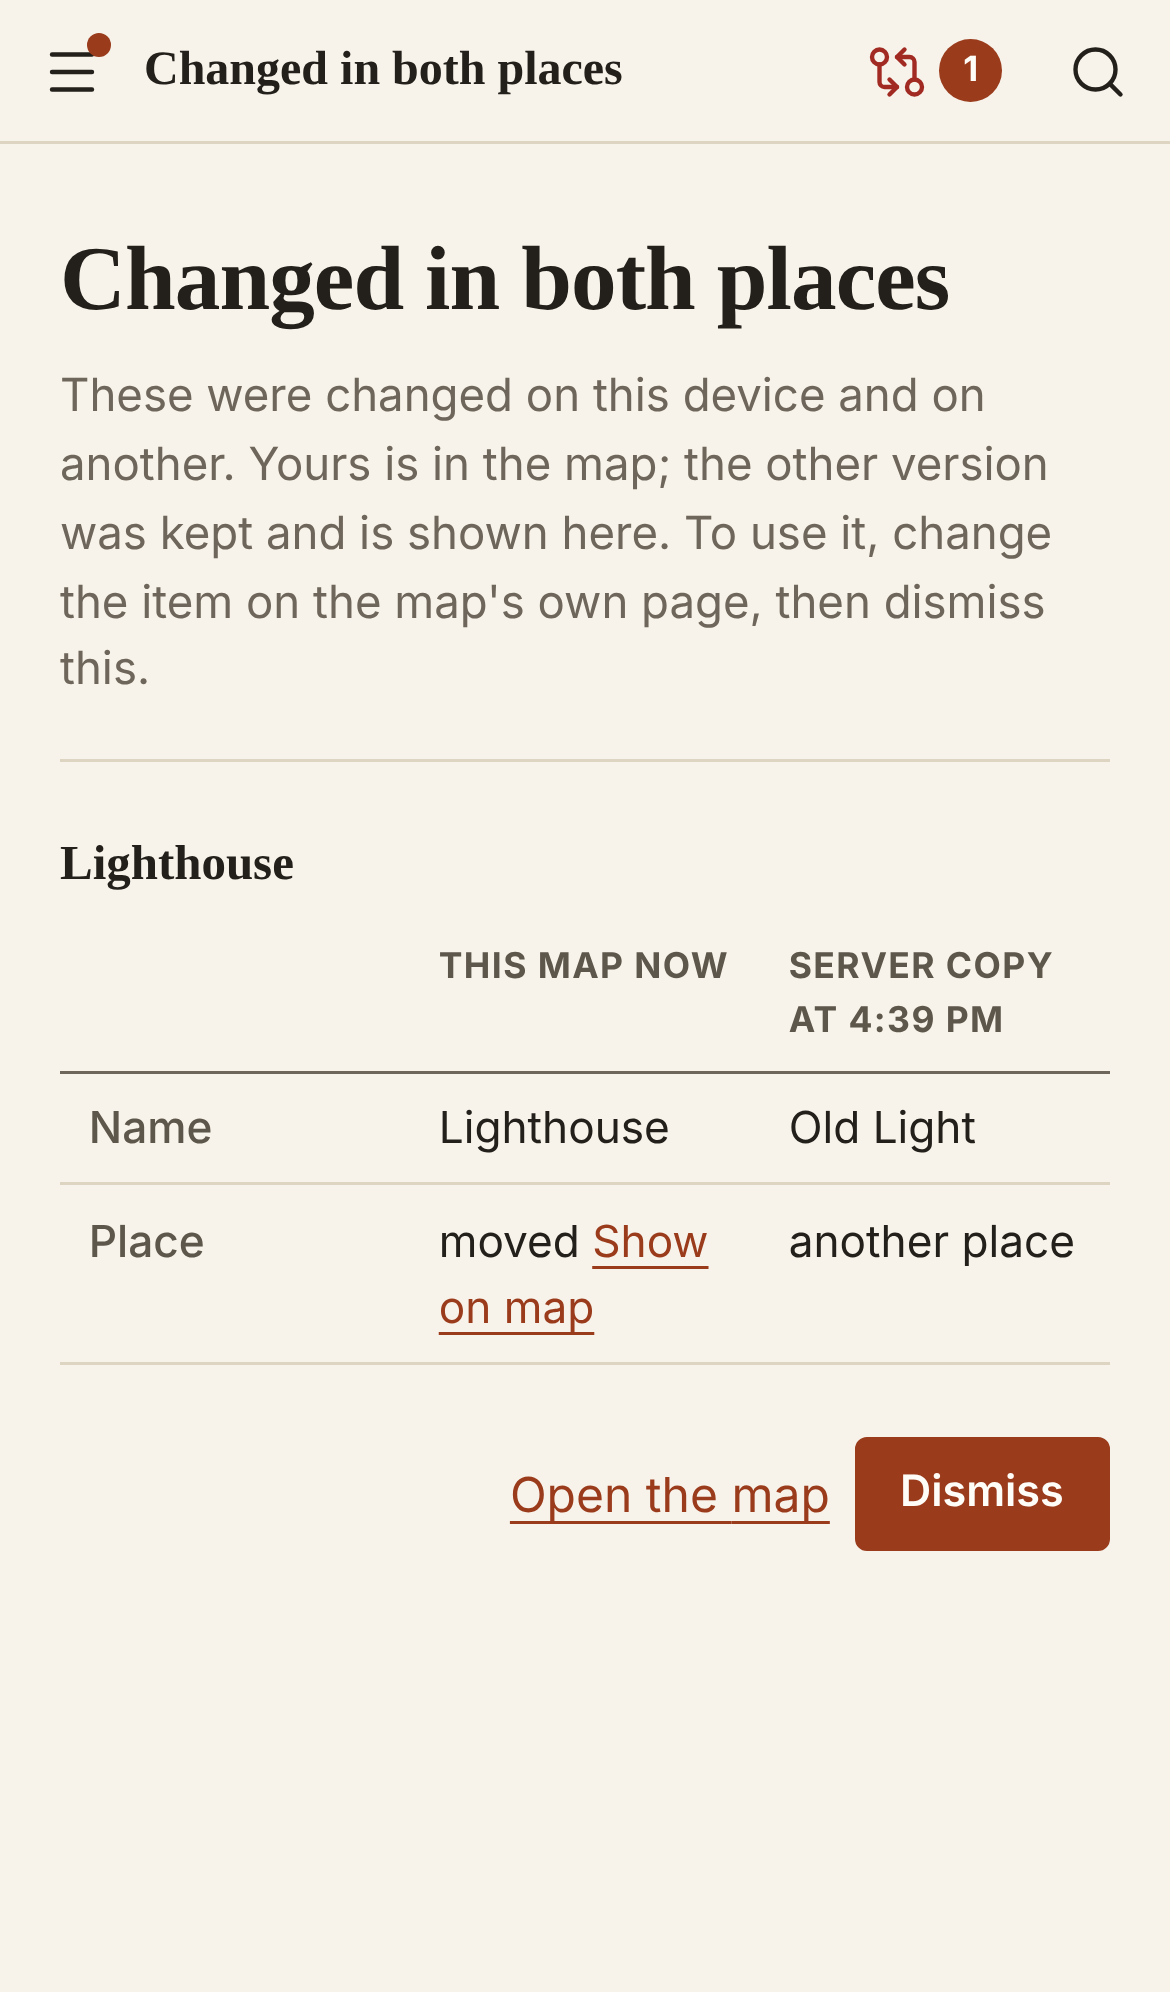 Changed in both places
1
Changed in both places
These were changed on this device and on
another. Yours is in the map; the other version
was kept and is shown here. To use it, change
the item on the map's own page, then dismiss
this.
Lighthouse
THIS MAP NOW
SERVER COPY
AT 4:39 PM
Name
Lighthouse
Old Light
Place
moved Show
on map
another place
Open the map
Dismiss